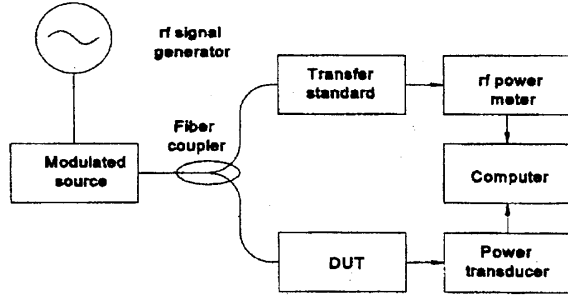 rf signal
generator
Transfer
standard
rf power
meter
Fiber
coupler
Modulated
source
Computer
DUT
Power
transducer